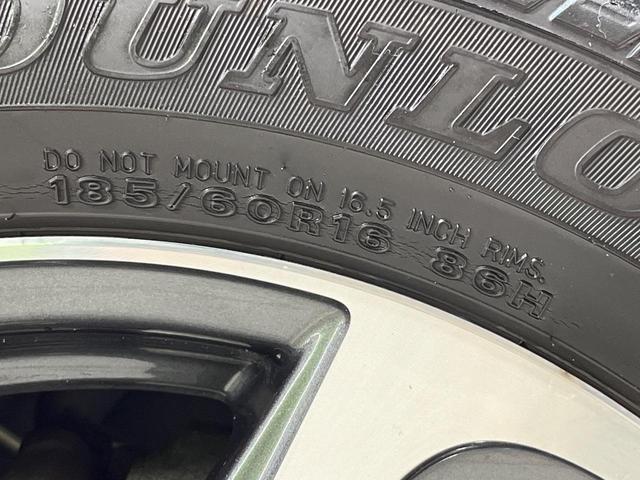 DUNLO
DO NOT MOUNT ON 16.5 INCH RIMS.
185/60R16 86H